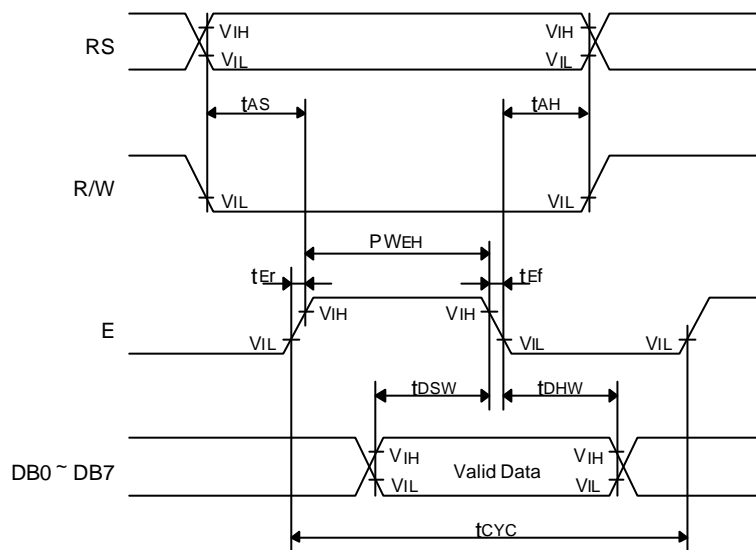 VIH VIH
RS
VIL VIL
tAS tAH
R/W
VIL VIL
PWEH
tEr tEf
VIH VIH
E
VIL VIL VIL
tDSW tDHW
VIH VIH
DB0 ~ DB7 Valid Data
VIL VIL
tCYC